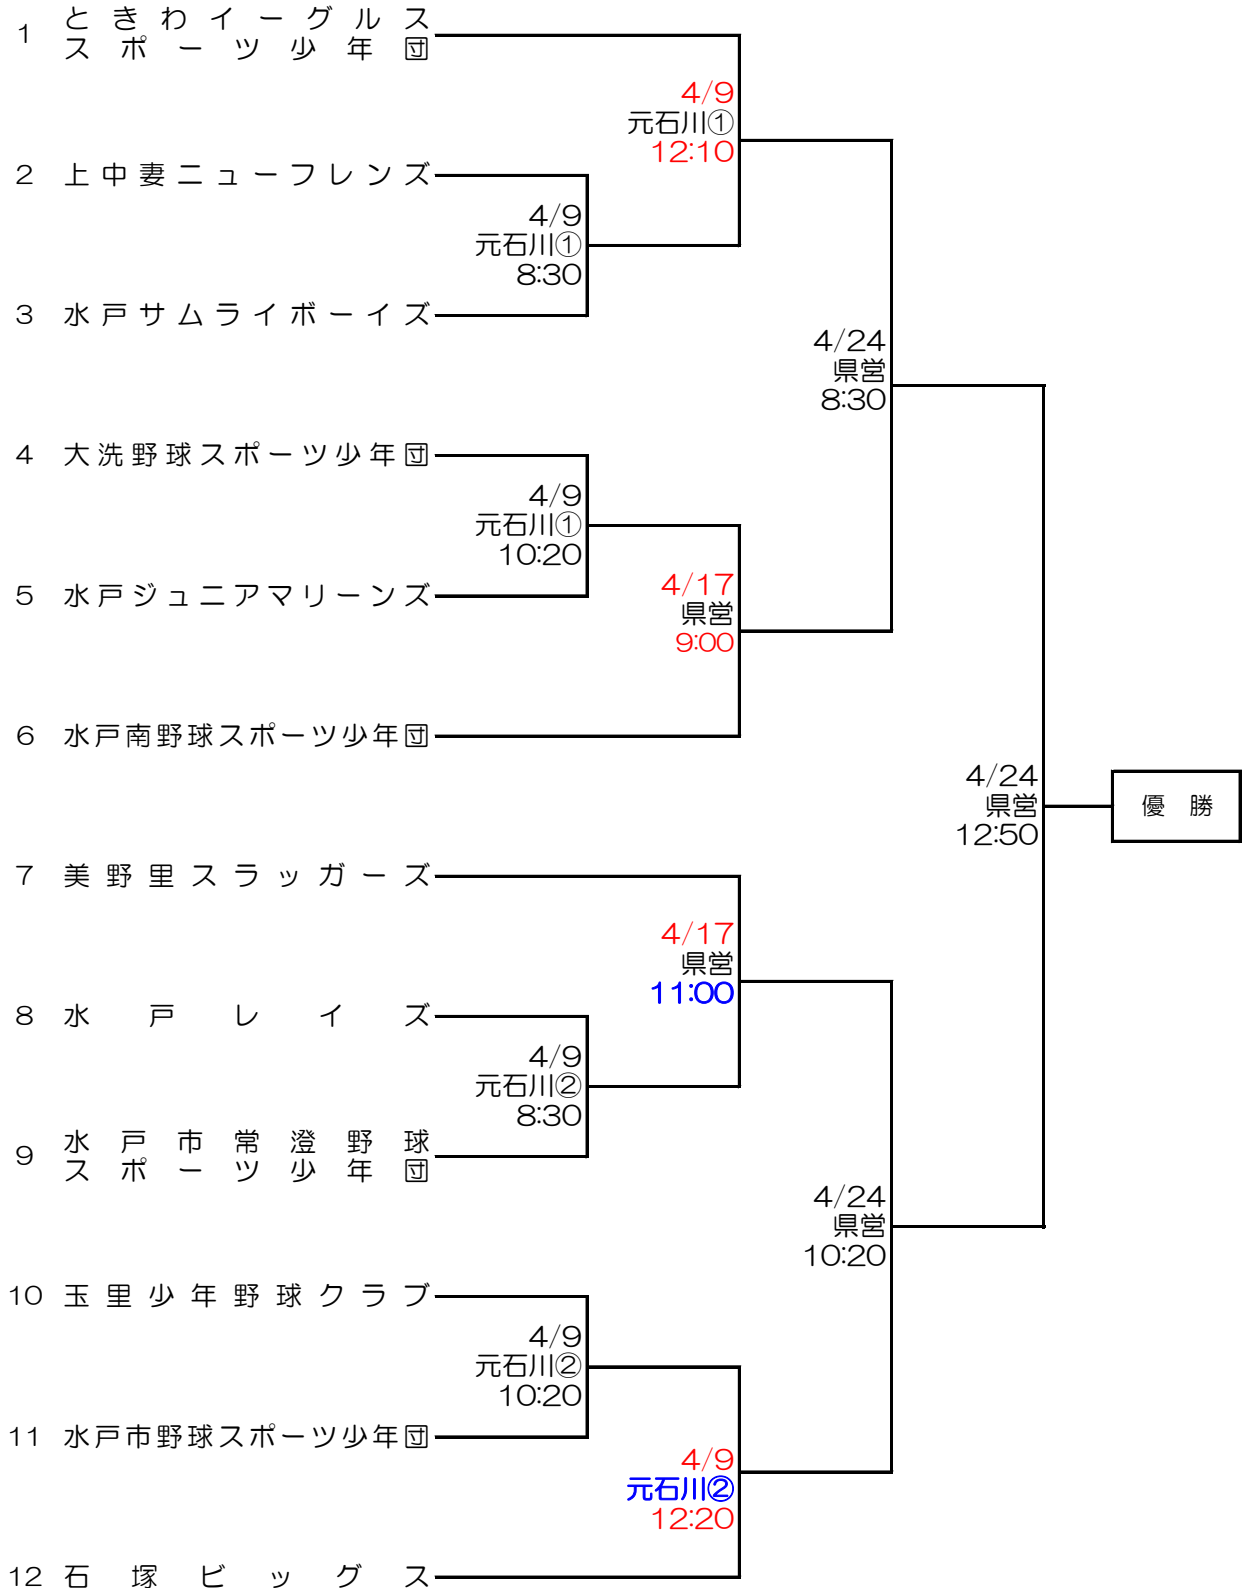 1 ときわイーグルス
スポーツ少年団
4/9
元石川①
12:10
2 上中妻ニューフレンズ
4/9
元石川①
8:30
3 水戸サムライボーイズ
4/24
県営
8:30
4 大洗野球スポーツ少年団
4/9
元石川①
10:20
5 水戸ジュニアマリーンズ
4/17
県営
9:00
6 水戸南野球スポーツ少年団
4/24
県営
12:50
優勝
7 美野里スラッガーズ
4/17
県営
11:00
8 水戸レイズ
4/9
元石川②
8:30
9 水戸市常澄野球
スポーツ少年団
4/24
県営
10:20
10 玉里少年野球クラブ
4/9
元石川②
10:20
11 水戸市野球スポーツ少年団
4/9
元石川②
12:20
12 石塚ビッグス